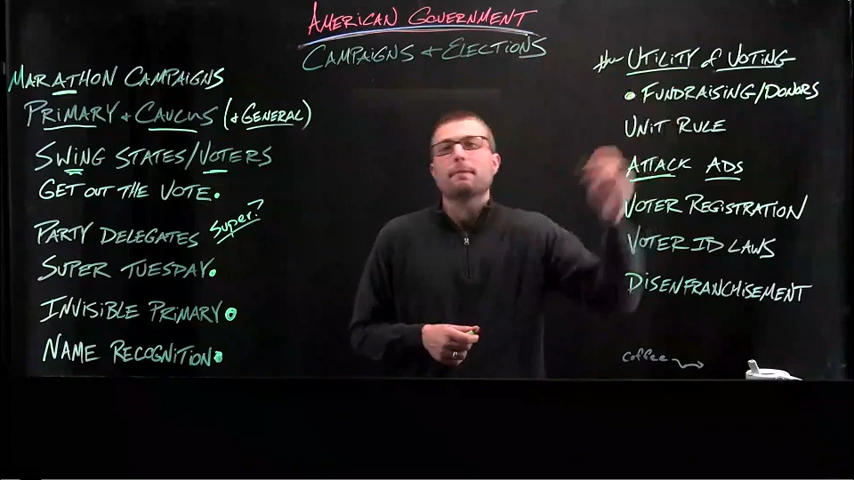 AMERICAN GOVERNMENT
CAMPAIGNS & ELECTIONS
MARATHON CAMPAIGNS
PRIMARY & CAUCUS (& GENERAL)
SWING STATES/VOTERS
GET OUT THE VOTE.
PARTY DELEGATES Super?
SUPER TUESDAY.
INVISIBLE PRIMARY
NAME RECOGNITION
the UTILITY of VOTING
• FUNDRAISING/DONORS
UNIT RULE
ATTACK ADS
VOTER REGISTRATION
VOTER ID LAWS
DISENFRANCHISEMENT
coffee